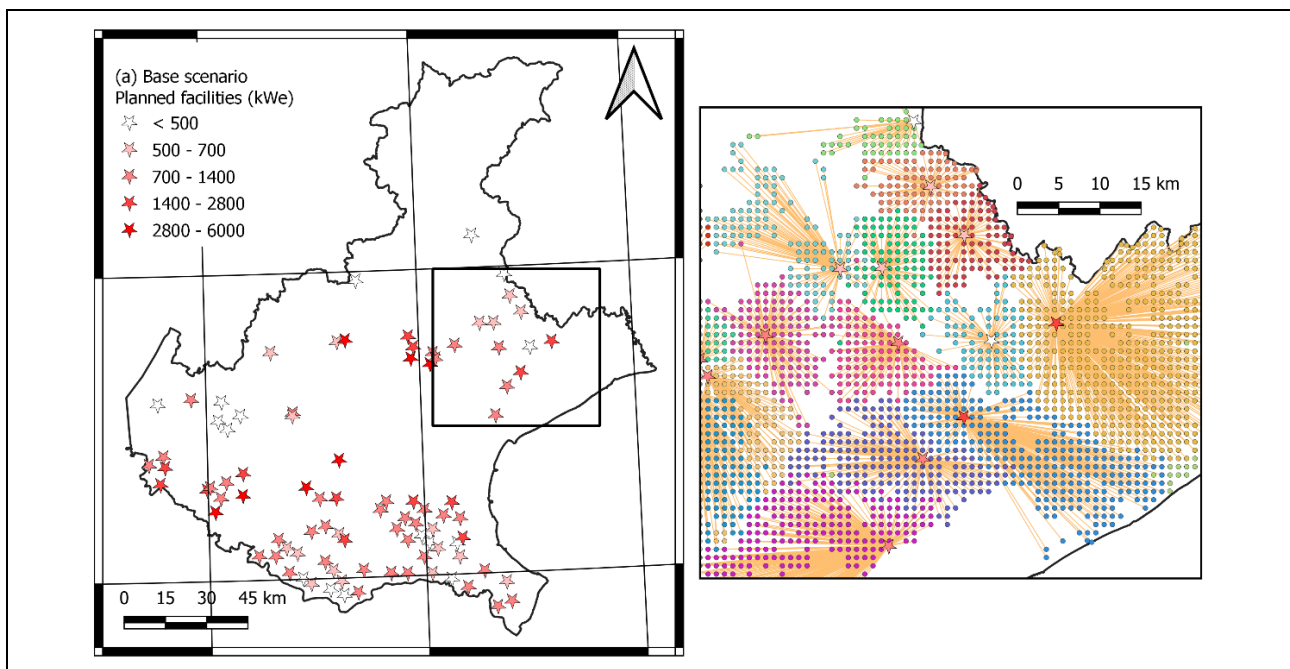 (a) Base scenario
Planned facilities (kWe)
< 500
500 - 700
700 - 1400
1400 - 2800
2800 - 6000
0 15 30 45 km
0 5 10 15 km